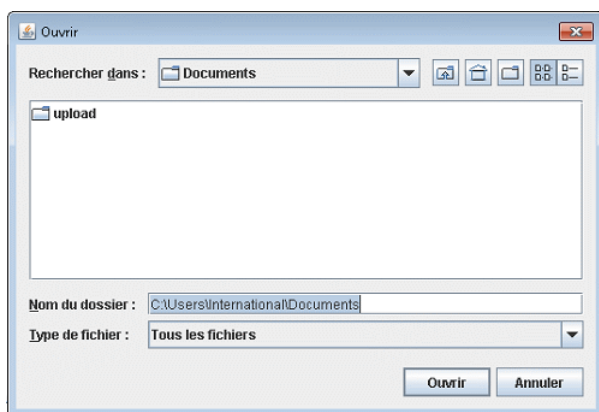 Ouvrir
Rechercher dans : Documents
upload
Nom du dossier : C:\Users\International\Documents
Type de fichier : Tous les fichiers
Ouvrir Annuler